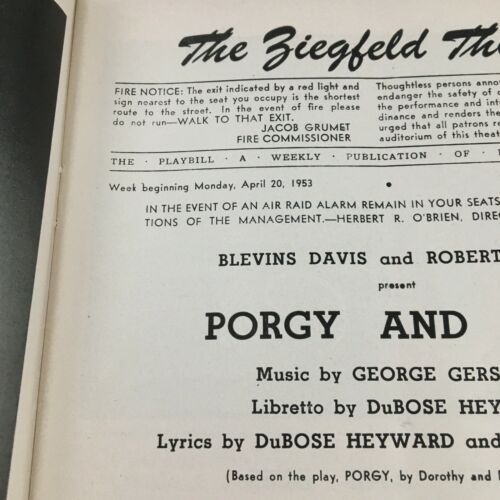 The Ziegfeld Th
FIRE NOTICE: The exit indicated by a red light and
sign nearest to the seat you occupy is the shortest
route to the street. In the event of fire please
do not run—WALK TO THAT EXIT.
JACOB GRUMET
FIRE COMMISSIONER
Thoughtless persons anno
endanger the safety of o
the performance and int
dinance and renders the
urged that all patrons re
auditorium of this theat
THE · PLAYBILL · A · WEEKLY · PUBLICATION · OF ·
Week beginning Monday, April 20, 1953
IN THE EVENT OF AN AIR RAID ALARM REMAIN IN YOUR SEATS
TIONS OF THE MANAGEMENT.—HERBERT R. O'BRIEN, DIREC
BLEVINS DAVIS and ROBERT
present
PORGY AND
Music by GEORGE GERS
Libretto by DuBOSE HEY
Lyrics by DuBOSE HEYWARD and
(Based on the play, PORGY, by Dorothy and